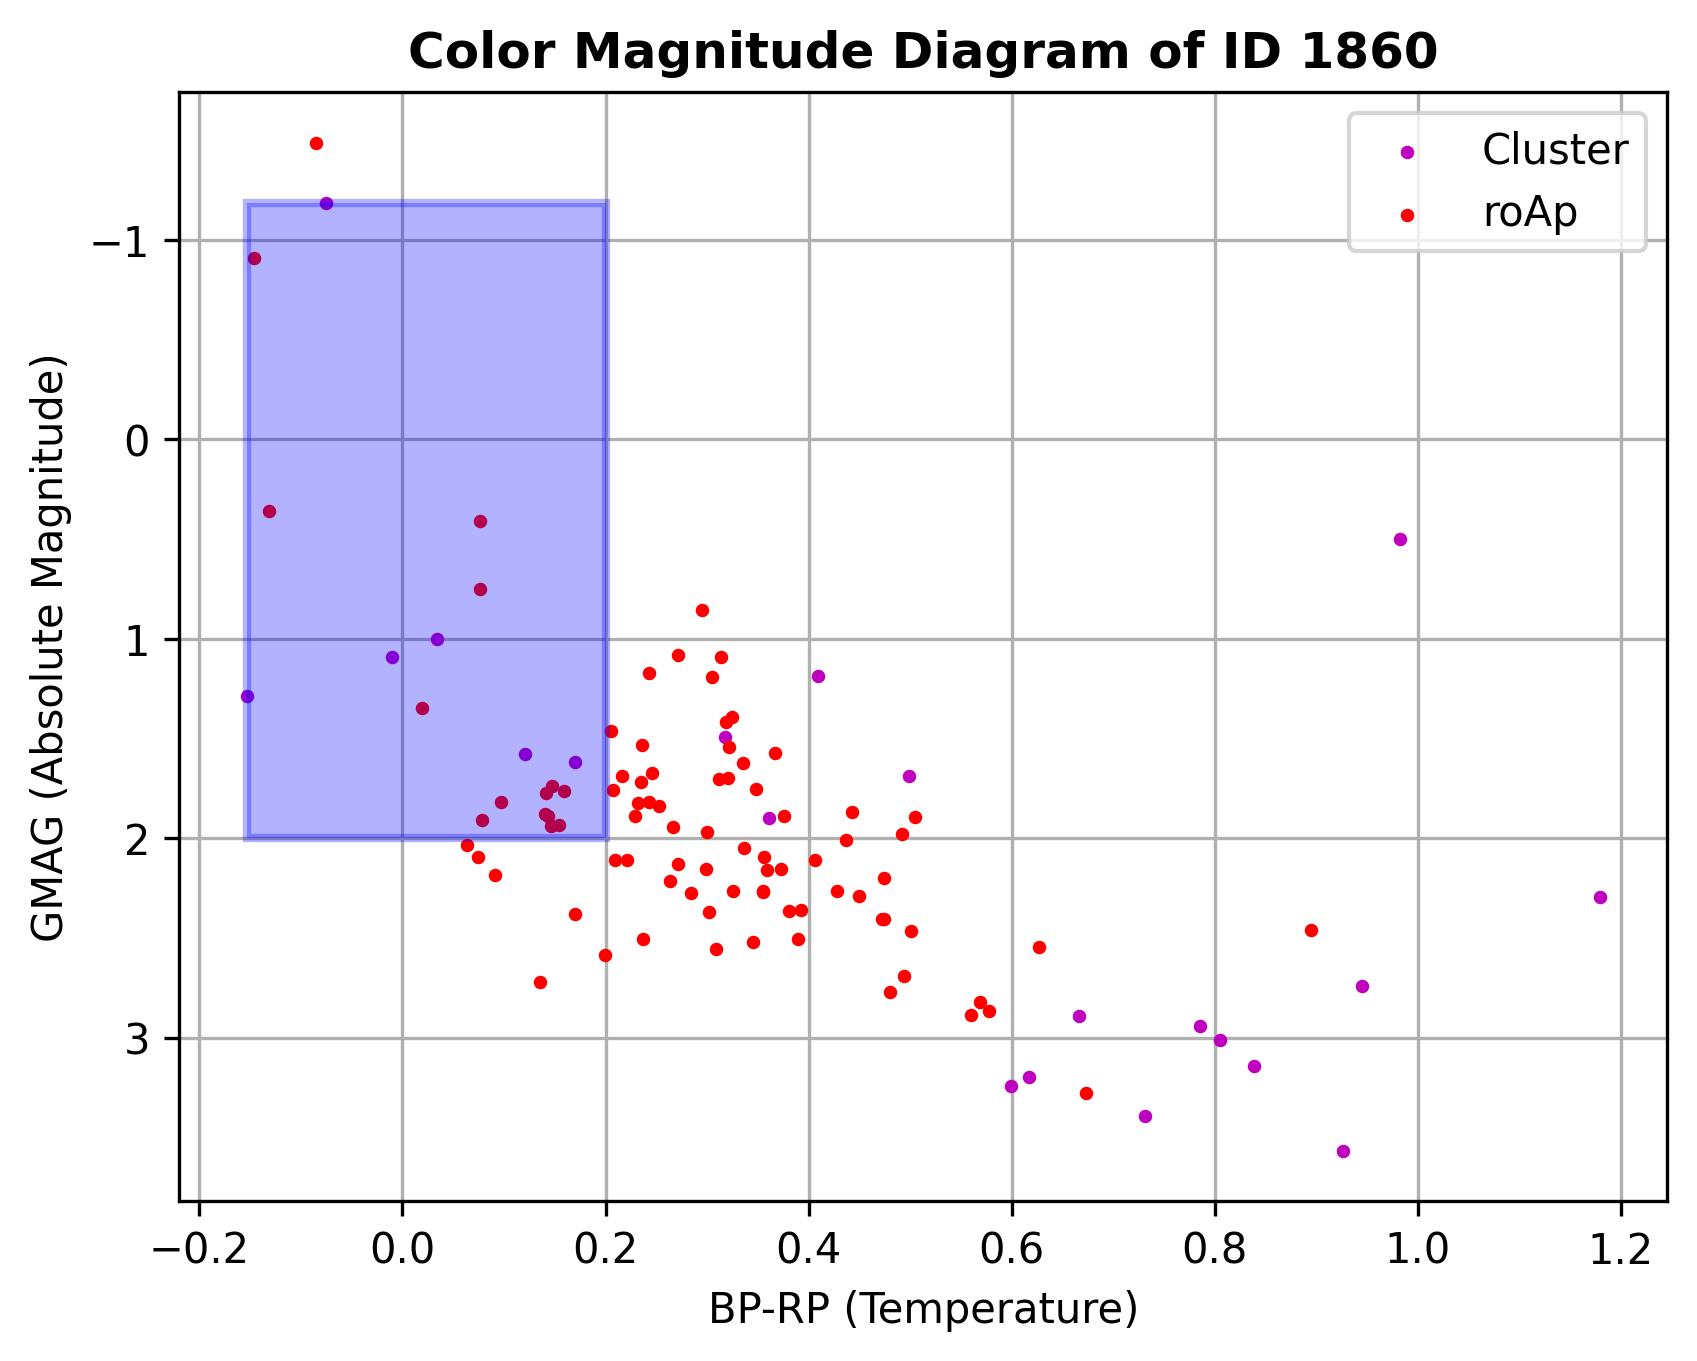 Color Magnitude Diagram of ID 1860
Cluster
roAp
GMAG (Absolute Magnitude)
−1
0
1
2
3
−0.2 0.0 0.2 0.4 0.6 0.8 1.0 1.2
BP-RP (Temperature)